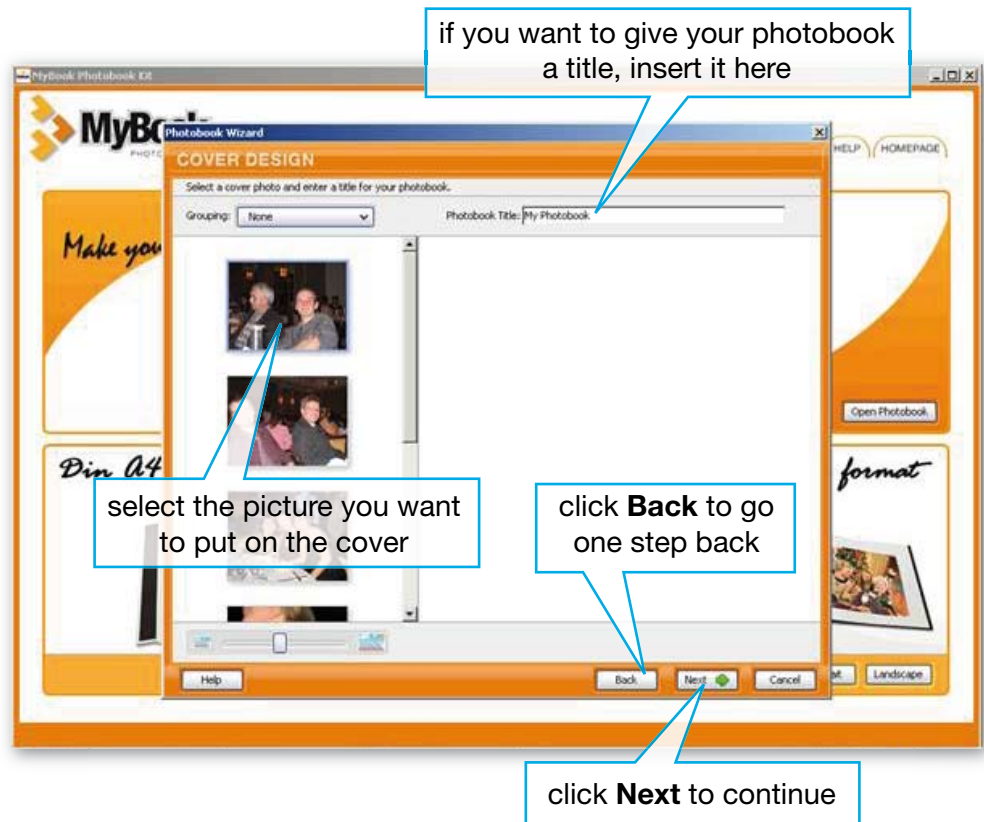 if you want to give your photobook
a title, insert it here
MyBook Photobook Kit
MyBo
PHOTO
HELP
HOMEPAGE
Photobook Wizard
COVER DESIGN
Select a cover photo and enter a title for your photobook.
Grouping: None
Photobook Title: My Photobook
Make you
Open Photobook
Din A4
format
select the picture you want
to put on the cover
click Back to go
one step back
Help
Back
Next
Cancel
Landscape
click Next to continue